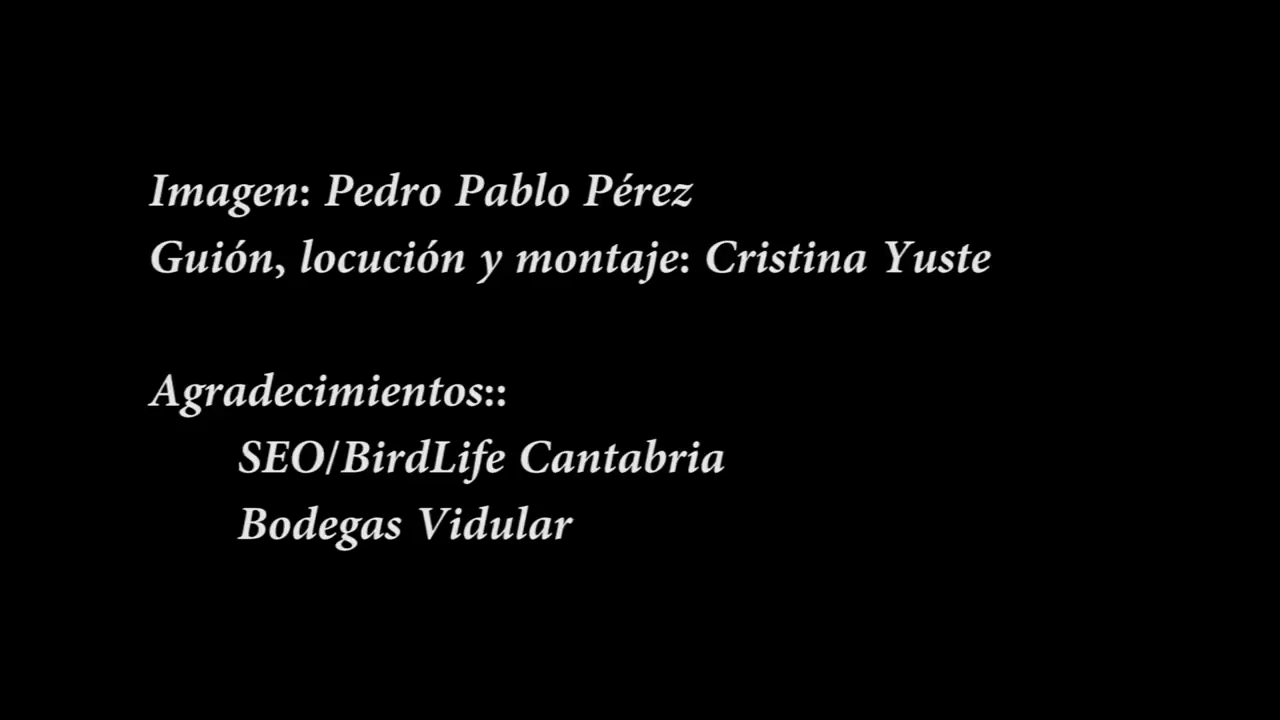 Imagen: Pedro Pablo Pérez
Guión, locución y montaje: Cristina Yuste
Agradecimientos::
SEO/BirdLife Cantabria
Bodegas Vidular